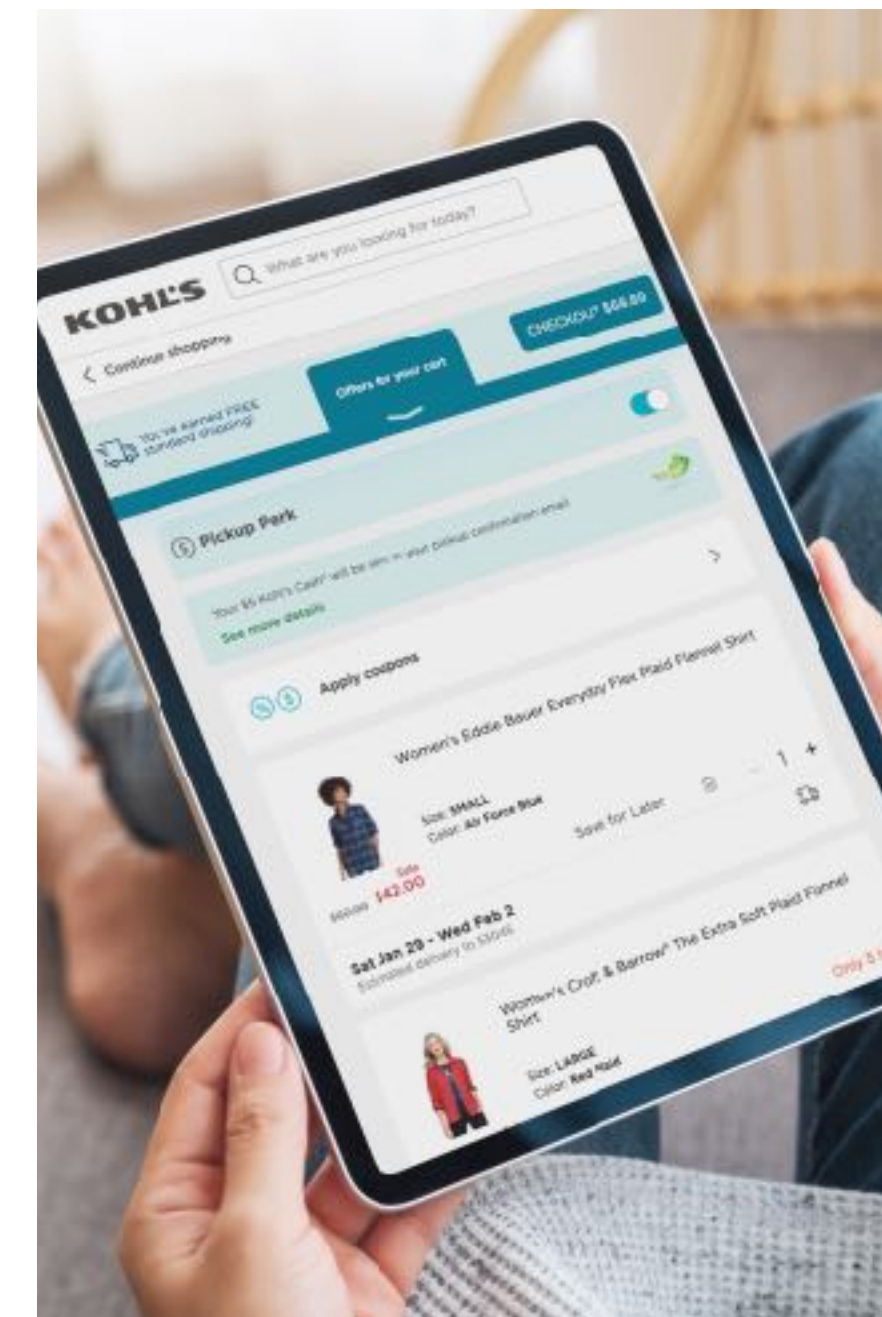 KOHL'S
What are you looking for today?
Continue shopping
You've earned FREE
standard shipping!
Offers for your cart
CHECKOUT
Pickup Perk
Your $5 Kohl's Cash® will be sent in your pickup confirmation email
See more details
Apply coupons
Women's Eddie Bauer Everyday Flex Plaid Flannel Shirt
Size: SMALL
Color: Air Force Blue
Save for Later
1
Sale
$42.00
Sat Jan 29 - Wed Feb 2
Estimated delivery to
Women's Croft & Barrow® The Extra Soft Plaid Flannel
Shirt
Only 5
Size: LARGE
Color: Red